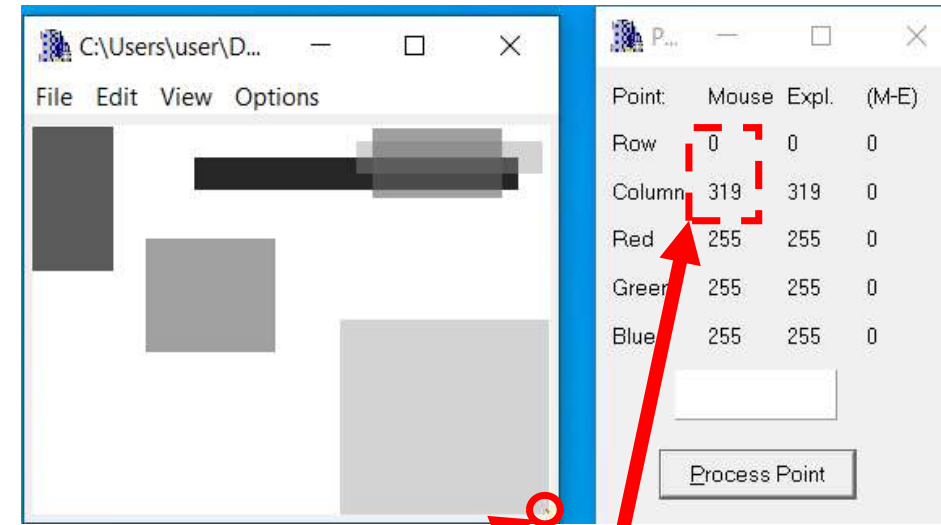 C:\Users\user\D...
File Edit View Options
P...
Point: Mouse Expl. (M-E)
Row 0 0 0
Column 319 319 0
Red 255 255 0
Green 255 255 0
Blue 255 255 0
Process Point